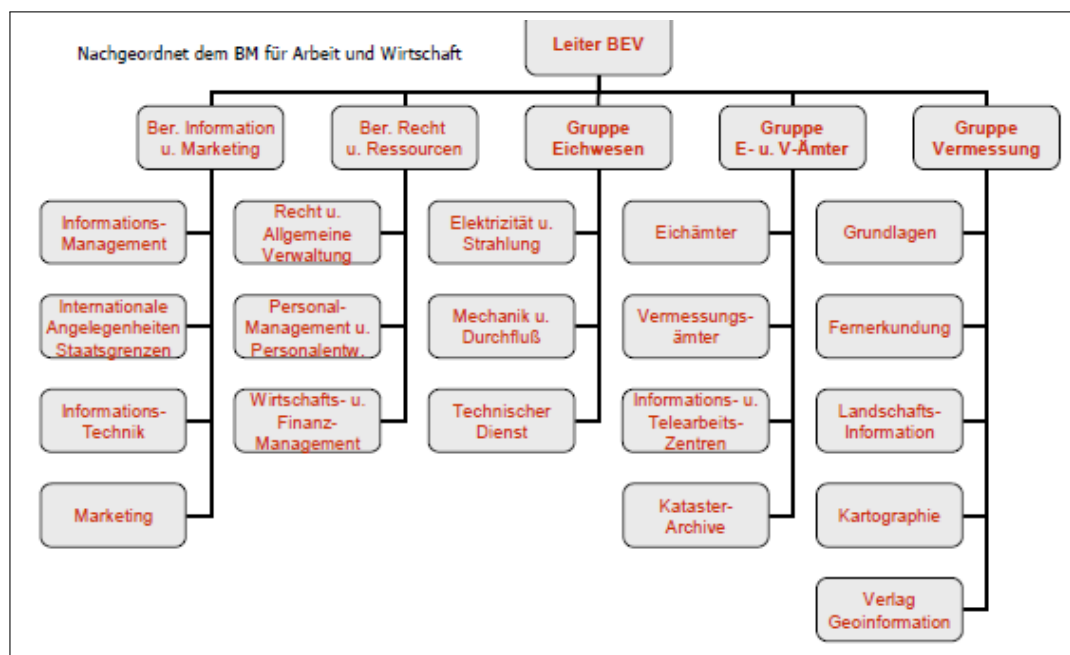 Nachgeordnet dem BM für Arbeit und Wirtschaft
Leiter BEV
Ber. Information
u. Marketing
Ber. Recht
u. Ressourcen
Gruppe
Eichwesen
Gruppe
E- u. V-Ämter
Gruppe
Vermessung
Informations-
Management
Internationale
Angelegenheiten
Staatsgrenzen
Informations-
Technik
Marketing
Recht u.
Allgemeine
Verwaltung
Personal-
Management u.
Personalentw.
Wirtschafts- u.
Finanz-
Management
Elektrizität u.
Strahlung
Mechanik u.
Durchfluß
Technischer
Dienst
Eichämter
Vermessungs-
ämter
Informations- u.
Telearbeits-
Zentren
Kataster-
Archive
Grundlagen
Fernerkundung
Landschafts-
Information
Kartographie
Verlag
Geoinformation